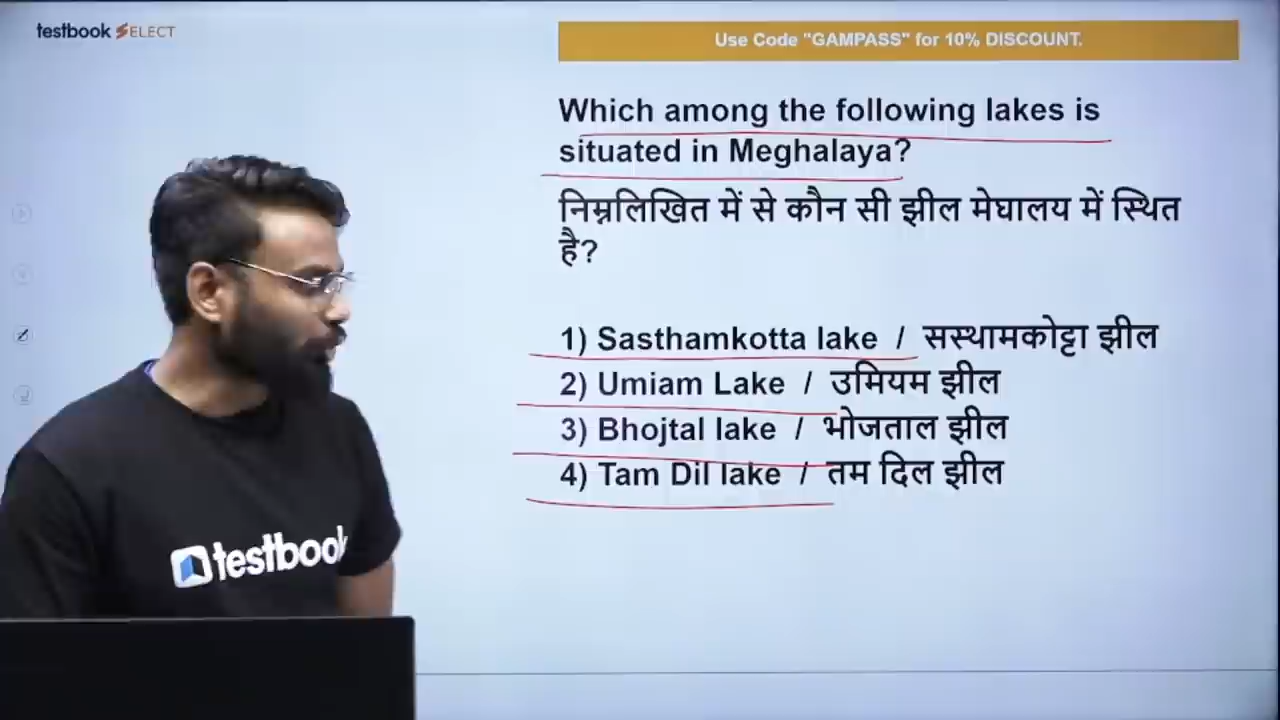 testbook SELECT
Use Code "GAMPASS" for 10% DISCOUNT.
Which among the following lakes is
situated in Meghalaya?
निम्नलिखित में से कौन सी झील मेघालय में स्थित
है?
1) Sasthamkotta lake / सस्थामकोट्टा झील
2) Umiam Lake / उमियम झील
3) Bhojtal lake / भोजताल झील
4) Tam Dil lake / तम दिल झील
testbook